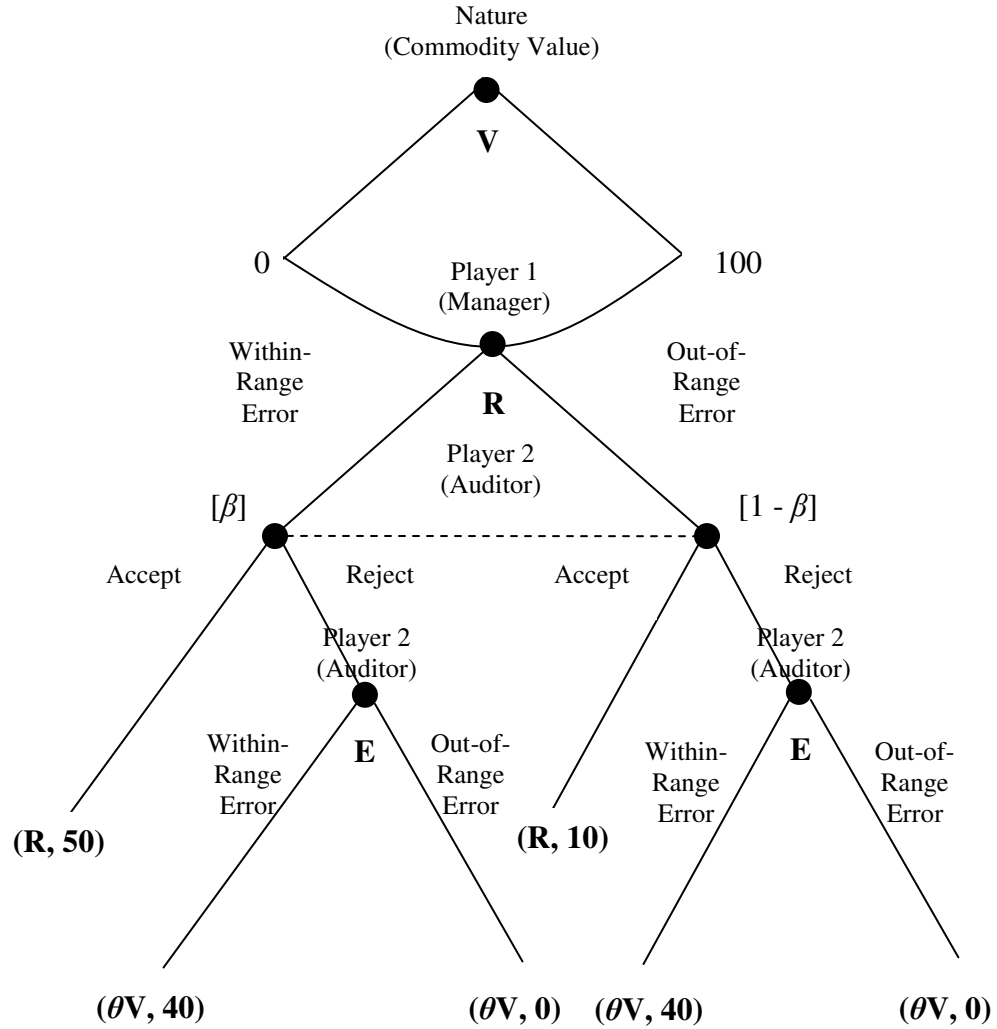 Nature
(Commodity Value)
V
0
100
Player 1
(Manager)
Within-
Range
Error
Out-of-
Range
Error
R
Player 2
(Auditor)
[β]
[1 - β]
Accept
Reject
Accept
Reject
Player 2
(Auditor)
Player 2
(Auditor)
Within-
Range
Error
E
Out-of-
Range
Error
Within-
Range
Error
E
Out-of-
Range
Error
(R, 50)
(R, 10)
(θV, 40)
(θV, 0)
(θV, 40)
(θV, 0)